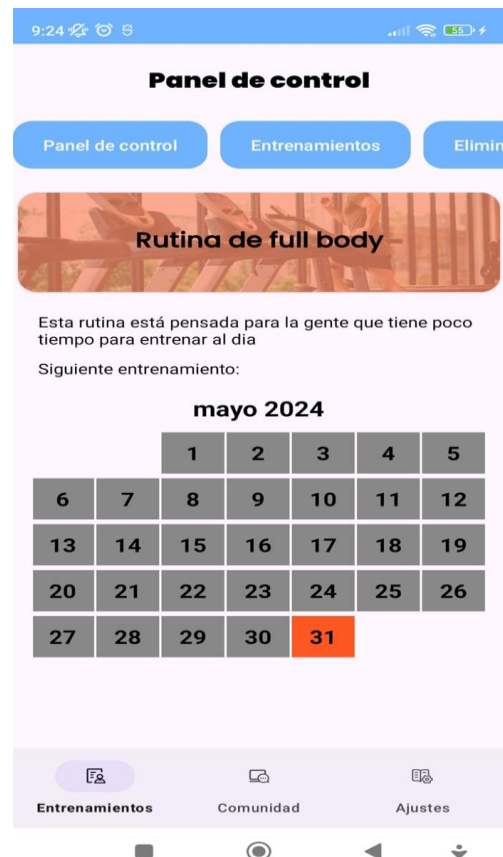 9:24
55
Panel de control
Panel de control Entrenamientos Elimin
Rutina de full body
Esta rutina está pensada para la gente que tiene poco
tiempo para entrenar al dia
Siguiente entrenamiento:
mayo 2024
1 2 3 4 5
6 7 8 9 10 11 12
13 14 15 16 17 18 19
20 21 22 23 24 25 26
27 28 29 30 31
Entrenamientos Comunidad Ajustes